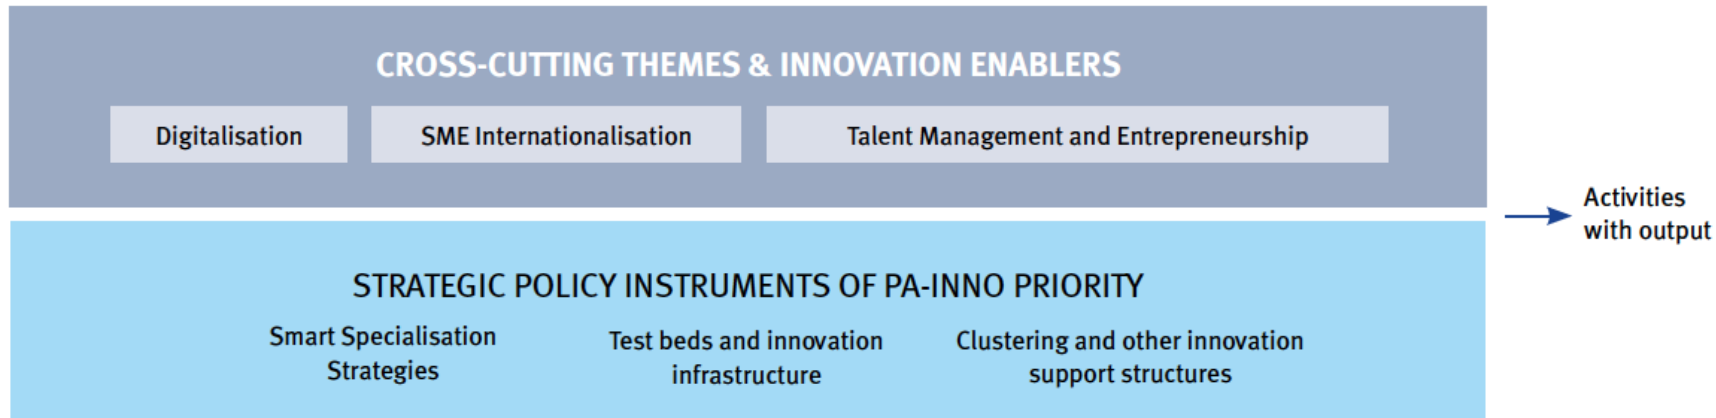 CROSS-CUTTING THEMES & INNOVATION ENABLERS
Digitalisation
SME Internationalisation
Talent Management and Entrepreneurship
Activities
with output
STRATEGIC POLICY INSTRUMENTS OF PA-INNO PRIORITY
Smart Specialisation
Strategies
Test beds and innovation
infrastructure
Clustering and other innovation
support structures